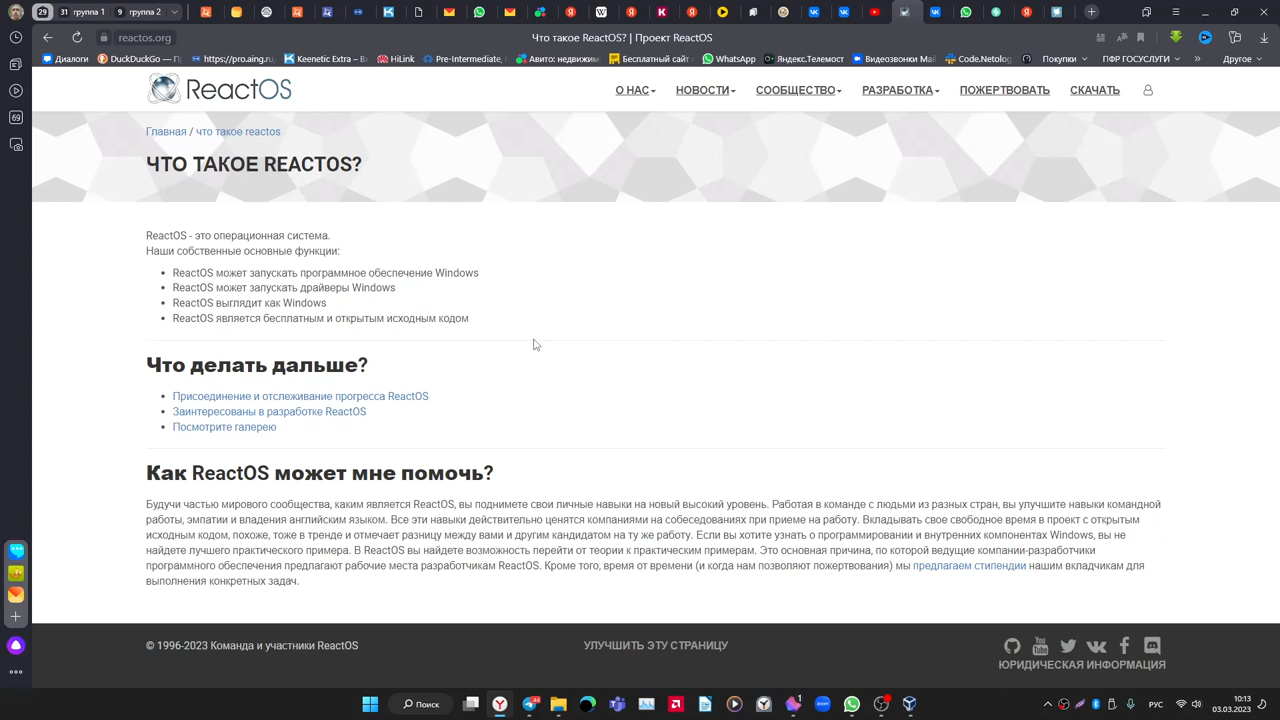 29
31
группа 1
9
reactos.org
Что такое ReactOS? | Проект ReactOS
Диалоги
DuckDuckGo — П
https://pro.aing.ru,
Keenetic Extra – В
HiLink
Pre-Intermediate,
Авито: недвижим
Бесплатный сайт
WhatsApp
Яндекс.Телемост
Видеозвонки Mail
Code.Netolog
Покупки
ПФР ГОСУСЛУГИ
»
Другое
69
ReactOS
О НАС
НОВОСТИ
СООБЩЕСТВО
РАЗРАБОТКА
ПОЖЕРТВОВАТЬ
СКАЧАТЬ
Главная / что такое reactos
ЧТО ТАКОЕ REACTOS?
ReactOS - это операционная система.
Наши собственные основные функции:
• ReactOS может запускать программное обеспечение Windows
• ReactOS может запускать драйверы Windows
• ReactOS выглядит как Windows
• ReactOS является бесплатным и открытым исходным кодом
Что делать дальше?
• Присоединение и отслеживание прогресса ReactOS
• Заинтересованы в разработке ReactOS
• Посмотрите галерею
Как ReactOS может мне помочь?
Будучи частью мирового сообщества, каким является ReactOS, вы поднимете свои личные навыки на новый высокий уровень. Работая в команде с людьми из разных стран, вы улучшите навыки командной
работы, эмпатии и владения английским языком. Все эти навыки действительно ценятся компаниями на собеседованиях при приеме на работу. Вкладывать свое свободное время в проект с открытым
исходным кодом, похоже, тоже в тренде и отмечает разницу между вами и другим кандидатом на ту же работу. Если вы хотите узнать о программировании и внутренних компонентах Windows, вы не
найдете лучшего практического примера. В ReactOS вы найдете возможность перейти от теории к практическим примерам. Это основная причина, по которой ведущие компании-разработчики
программного обеспечения предлагают рабочие места разработчикам ReactOS. Кроме того, время от времени (и когда нам позволяют пожертвования) мы предлагаем стипендии нашим вкладчикам для
выполнения конкретных задач.
© 1996-2023 Команда и участники ReactOS
УЛУЧШИТЬ ЭТУ СТРАНИЦУ
ЮРИДИЧЕСКАЯ ИНФОРМАЦИЯ
Поиск
РУС
10:13
03.03.2023